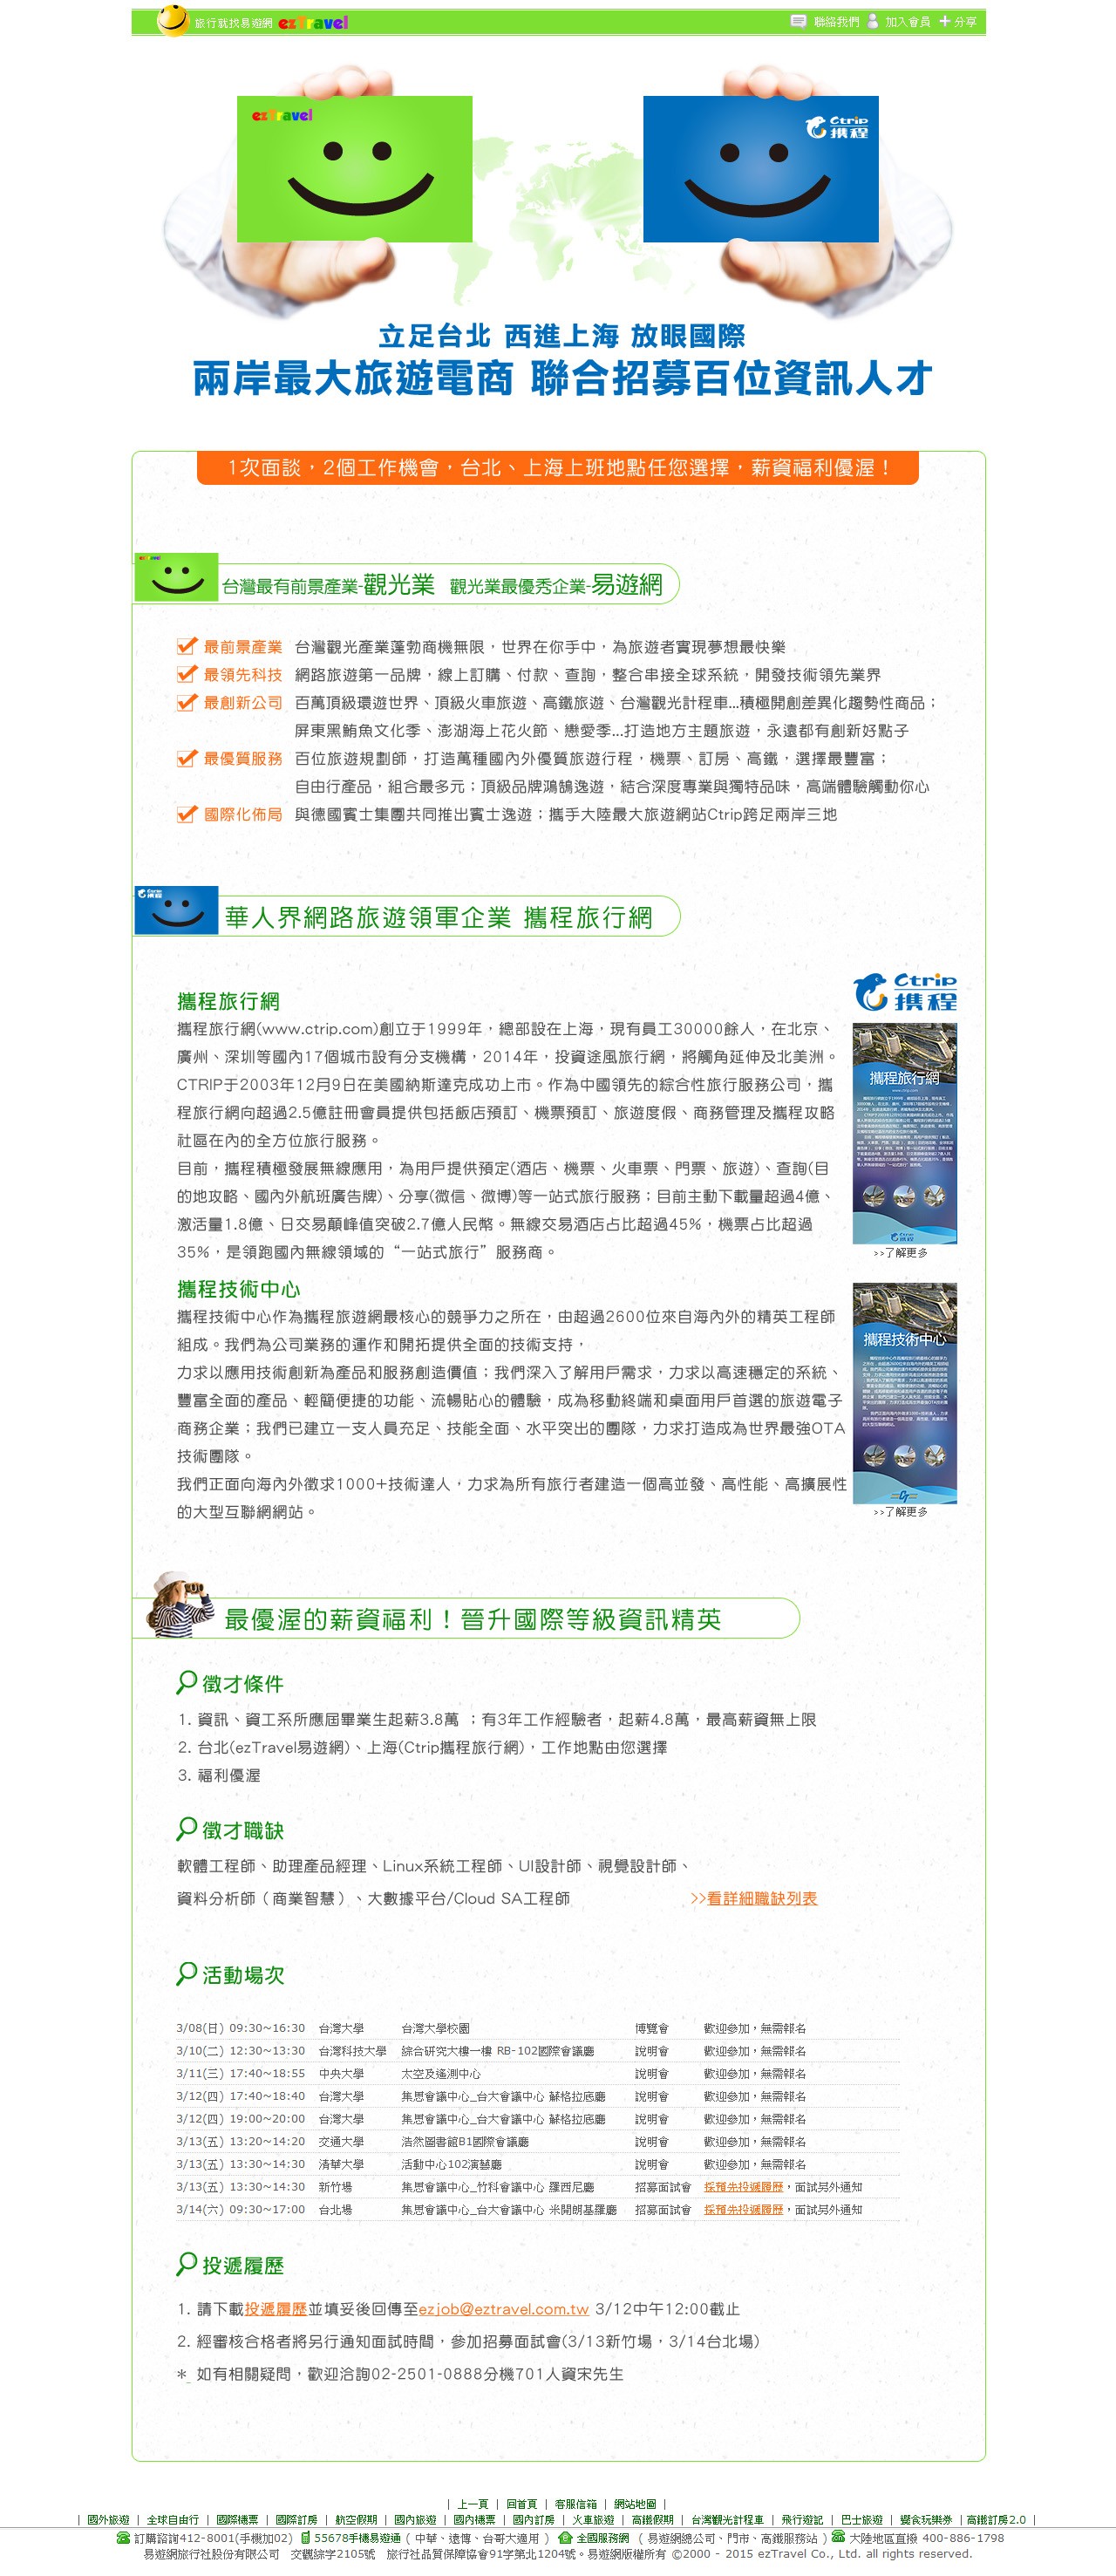 旅行就找易遊網 ezTravel 聯絡我們 加入會員 分享
ezTravel
Ctrip
携程
立足台北 西進上海 放眼國際
兩岸最大旅遊電商 聯合招募百位資訊人才
1次面談，2個工作機會，台北、上海上班地點任您選擇，薪資福利優渥！
ezTravel
台灣最有前景產業-觀光業 觀光業最優秀企業-易遊網
最前景產業 台灣觀光產業蓬勃商機無限，世界在你手中，為旅遊者實現夢想最快樂
最領先科技 網路旅遊第一品牌，線上訂購、付款、查詢，整合串接全球系統，開發技術領先業界
最創新公司 百萬頂級環遊世界、頂級火車旅遊、高鐵旅遊、台灣觀光計程車...積極開創差異化趨勢性商品；
屏東黑鮪魚文化季、澎湖海上花火節、戀愛季...打造地方主題旅遊，永遠都有創新好點子
最優質服務 百位旅遊規劃師，打造萬種國內外優質旅遊行程，機票、訂房、高鐵，選擇最豐富；
自由行產品，組合最多元；頂級品牌鴻鵠逸遊，結合深度專業與獨特品味，高端體驗觸動你心
國際化佈局 與德國賓士集團共同推出賓士逸遊；攜手大陸最大旅遊網站Ctrip跨足兩岸三地
Ctrip
携程
華人界網路旅遊領軍企業 攜程旅行網
Ctrip
携程
攜程旅行網
攜程旅行網(www.ctrip.com)創立于1999年，總部設在上海，現有員工30000餘人，在北京、
廣州、深圳等國內17個城市設有分支機構，2014年，投資途風旅行網，將觸角延伸及北美洲。
CTRIP于2003年12月9日在美國納斯達克成功上市。作為中國領先的綜合性旅行服務公司，攜
程旅行網向超過2.5億註冊會員提供包括飯店預訂、機票預訂、旅遊度假、商務管理及攜程攻略
社區在內的全方位旅行服務。
目前，攜程積極發展無線應用，為用戶提供預定(酒店、機票、火車票、門票、旅遊)、查詢(目
的地攻略、國內外航班廣告牌)、分享(微信、微博)等一站式旅行服務；目前主動下載量超過4億、
激活量1.8億、日交易顛峰值突破2.7億人民幣。無線交易酒店占比超過45%，機票占比超過
35%，是領跑國內無線領域的“一站式旅行”服務商。
攜程旅行網
>>了解更多
攜程技術中心
攜程技術中心作為攜程旅遊網最核心的競爭力之所在，由超過2600位來自海內外的精英工程師
組成。我們為公司業務的運作和開拓提供全面的技術支持，
力求以應用技術創新為產品和服務創造價值；我們深入了解用戶需求，力求以高速穩定的系統、
豐富全面的產品、輕簡便捷的功能、流暢貼心的體驗，成為移動終端和桌面用戶首選的旅遊電子
商務企業；我們已建立一支人員充足、技能全面、水平突出的團隊，力求打造成為世界最強OTA
技術團隊。
我們正面向海內外徵求1000+技術達人，力求為所有旅行者建造一個高並發、高性能、高擴展性
的大型互聯網網站。
攜程技術中心
>>了解更多
最優渥的薪資福利！晉升國際等級資訊精英
徵才條件
1. 資訊、資工系所應屆畢業生起薪3.8萬 ；有3年工作經驗者，起薪4.8萬，最高薪資無上限
2. 台北(ezTravel易遊網)、上海(Ctrip攜程旅行網)，工作地點由您選擇
3. 福利優渥
徵才職缺
軟體工程師、助理產品經理、Linux系統工程師、UI設計師、視覺設計師、
資料分析師（商業智慧）、大數據平台/Cloud SA工程師 >>看詳細職缺列表
活動場次
3/08(日) 09:30~16:30 台灣大學 台灣大學校園 博覽會 歡迎參加，無需報名
3/10(二) 12:30~13:30 台灣科技大學 綜合研究大樓一樓 RB-102國際會議廳 說明會 歡迎參加，無需報名
3/11(三) 17:40~18:55 中央大學 太空及遙測中心 說明會 歡迎參加，無需報名
3/12(四) 17:40~18:40 台灣大學 集思會議中心_台大會議中心 蘇格拉底廳 說明會 歡迎參加，無需報名
3/12(四) 19:00~20:00 台灣大學 集思會議中心_台大會議中心 蘇格拉底廳 說明會 歡迎參加，無需報名
3/13(五) 13:20~14:20 交通大學 浩然圖書館B1國際會議廳 說明會 歡迎參加，無需報名
3/13(五) 13:30~14:30 清華大學 活動中心102演藝廳 說明會 歡迎參加，無需報名
3/13(五) 13:30~14:30 新竹場 集思會議中心_竹科會議中心 羅西尼廳 招募面試會 採預先投遞履歷，面試另外通知
3/14(六) 09:30~17:00 台北場 集思會議中心_台大會議中心 米開朗基羅廳 招募面試會 採預先投遞履歷，面試另外通知
投遞履歷
1. 請下載投遞履歷並填妥後回傳至ezjob@eztravel.com.tw 3/12中午12:00截止
2. 經審核合格者將另行通知面試時間，參加招募面試會(3/13新竹場，3/14台北場)
*_ 如有相關疑問，歡迎洽詢02-2501-0888分機701人資宋先生
| 上一頁 | 回首頁 | 客服信箱 | 網站地圖 |
| 國外旅遊 | 全球自由行 | 國際機票 | 國際訂房 | 航空假期 | 國內旅遊 | 國內機票 | 國內訂房 | 火車旅遊 | 高鐵假期 | 台灣觀光計程車 | 飛行遊記 | 巴士旅遊 | 饗食玩樂券 | 高鐵訂房2.0 |
訂購諮詢412-8001(手機加02) 55678手機易遊通 ( 中華、遠傳、台哥大適用 ) 全國服務網 ( 易遊網總公司、門市、高鐵服務站 ) 大陸地區直撥 400-886-1798
易遊網旅行社股份有限公司 交觀綜字2105號 旅行社品質保障協會91字第北1204號。易遊網版權所有 ©2000 - 2015 ezTravel Co., Ltd. all rights reserved.